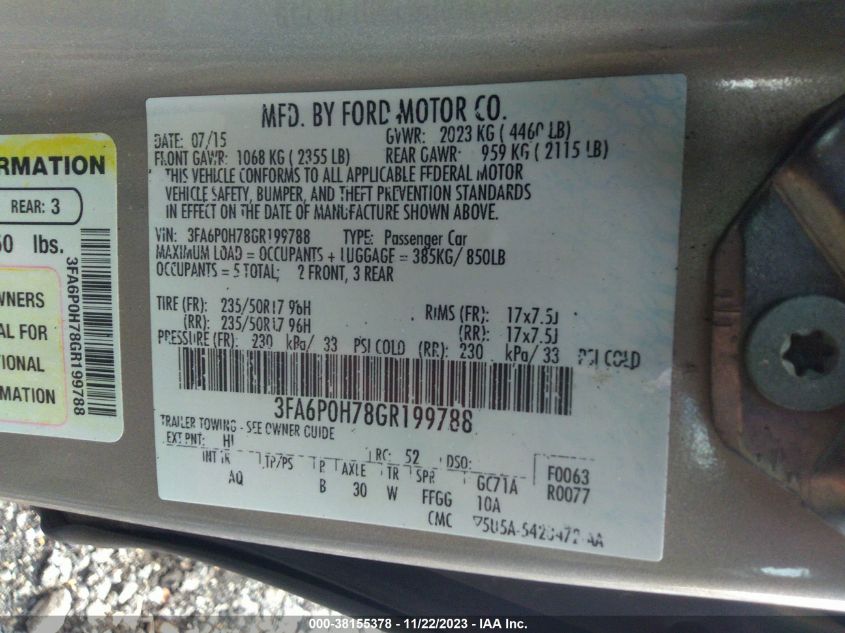 MFD. BY FORD MOTOR CO.
DATE: 07/15 GVWR: 2023 KG ( 4460 LB)
FRONT GAWR: 1068 KG ( 2355 LB) REAR GAWR: 959 KG ( 2115 LB)
THIS VEHICLE CONFORMS TO ALL APPLICABLE FEDERAL MOTOR
VEHICLE SAFETY, BUMPER, AND THEFT PREVENTION STANDARDS
IN EFFECT ON THE DATE OF MANUFACTURE SHOWN ABOVE.
VIN: 3FA6P0H78GR199788 TYPE: Passenger Car
MAXIMUM LOAD = OCCUPANTS + LUGGAGE = 385KG/ 850LB
OCCUPANTS = 5 TOTAL; 2 FRONT, 3 REAR
TIRE (FR): 235/50R17 96H RIMS (FR): 17x7.5J
(RR): 235/50R17 96H (RR): 17x7.5J
PRESSURE (FR): 230 kPa/ 33 PSI COLD (RR): 230 kPa/ 33 PSI COLD
3FA6P0H78GR199788
TRAILER TOWING - SEE OWNER GUIDE
EXT PNT: HI RC: 52 DSO: F0063
INT TR TP/PS R AXLE TR SPR GC71A R0077
AQ B 30 W FFGG 10A
CMC
ORMATION
REAR: 3
50 lbs.
WNERS
AL FOR
TIONAL
RMATION
3FA6P0H78GR199788
0000 - 38155378 - 11/22/2023 - IAA Inc.